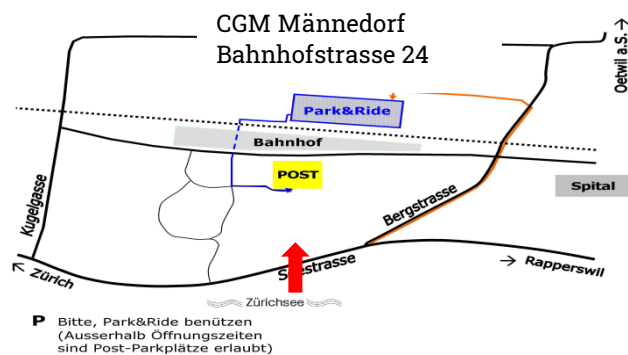 CGM Männedorf
Bahnhofstrasse 24
Oetwil a.S. →
Park&Ride
Bahnhof
POST
Spital
Kugelgasse
Bergstrasse
Seestrasse
← Zürich
→ Rapperswil
Zürichsee
P Bitte, Park&Ride benützen
(Ausserhalb Öffnungszeiten
sind Post-Parkplätze erlaubt)